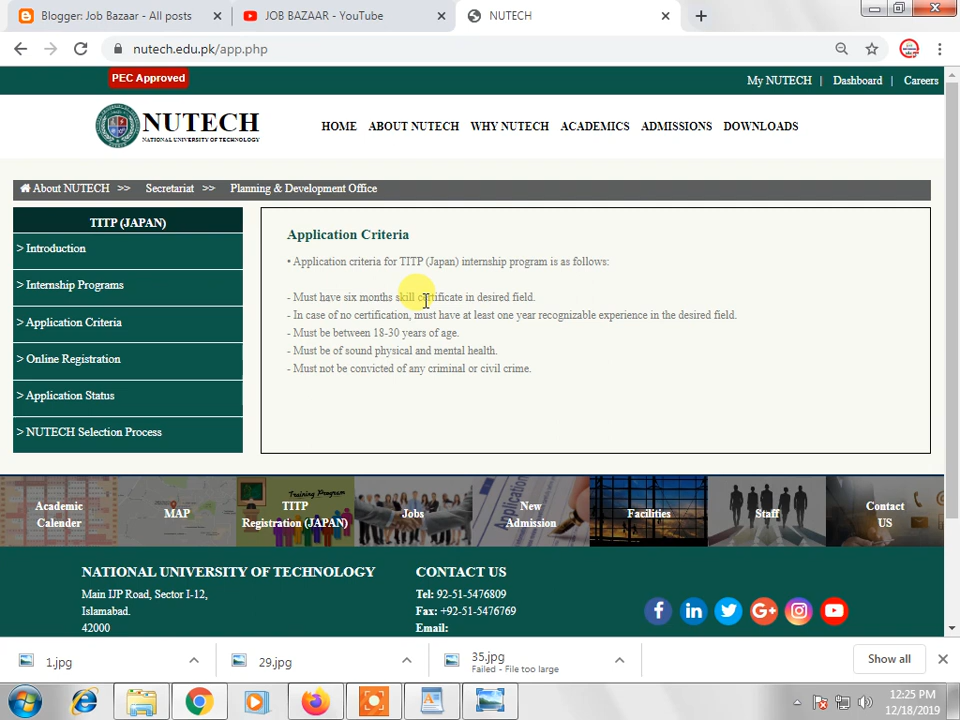 Blogger: Job Bazaar - All posts
JOB BAZAAR - YouTube
NUTECH
nutech.edu.pk/app.php
PEC Approved
My NUTECH | Dashboard | Careers
NUTECH
NATIONAL UNIVERSITY OF TECHNOLOGY
HOME ABOUT NUTECH WHY NUTECH ACADEMICS ADMISSIONS DOWNLOADS
About NUTECH >> Secretariat >> Planning & Development Office
TITP (JAPAN)
> Introduction
> Internship Programs
> Application Criteria
> Online Registration
> Application Status
> NUTECH Selection Process
Application Criteria
• Application criteria for TITP (Japan) internship program is as follows:
- Must have six months skill certificate in desired field.
- In case of no certification, must have at least one year recognizable experience in the desired field.
- Must be between 18-30 years of age.
- Must be of sound physical and mental health.
- Must not be convicted of any criminal or civil crime.
Academic
Calender
MAP
Training Program
TITP
Registration (JAPAN)
Jobs
New
Admission
Facilities
Staff
Contact
US
NATIONAL UNIVERSITY OF TECHNOLOGY
Main IJP Road, Sector I-12,
Islamabad.
42000
CONTACT US
Tel: 92-51-5476809
Fax: +92-51-5476769
Email:
1.jpg
29.jpg
35.jpg
Failed - File too large
Show all
12:25 PM
12/18/2019